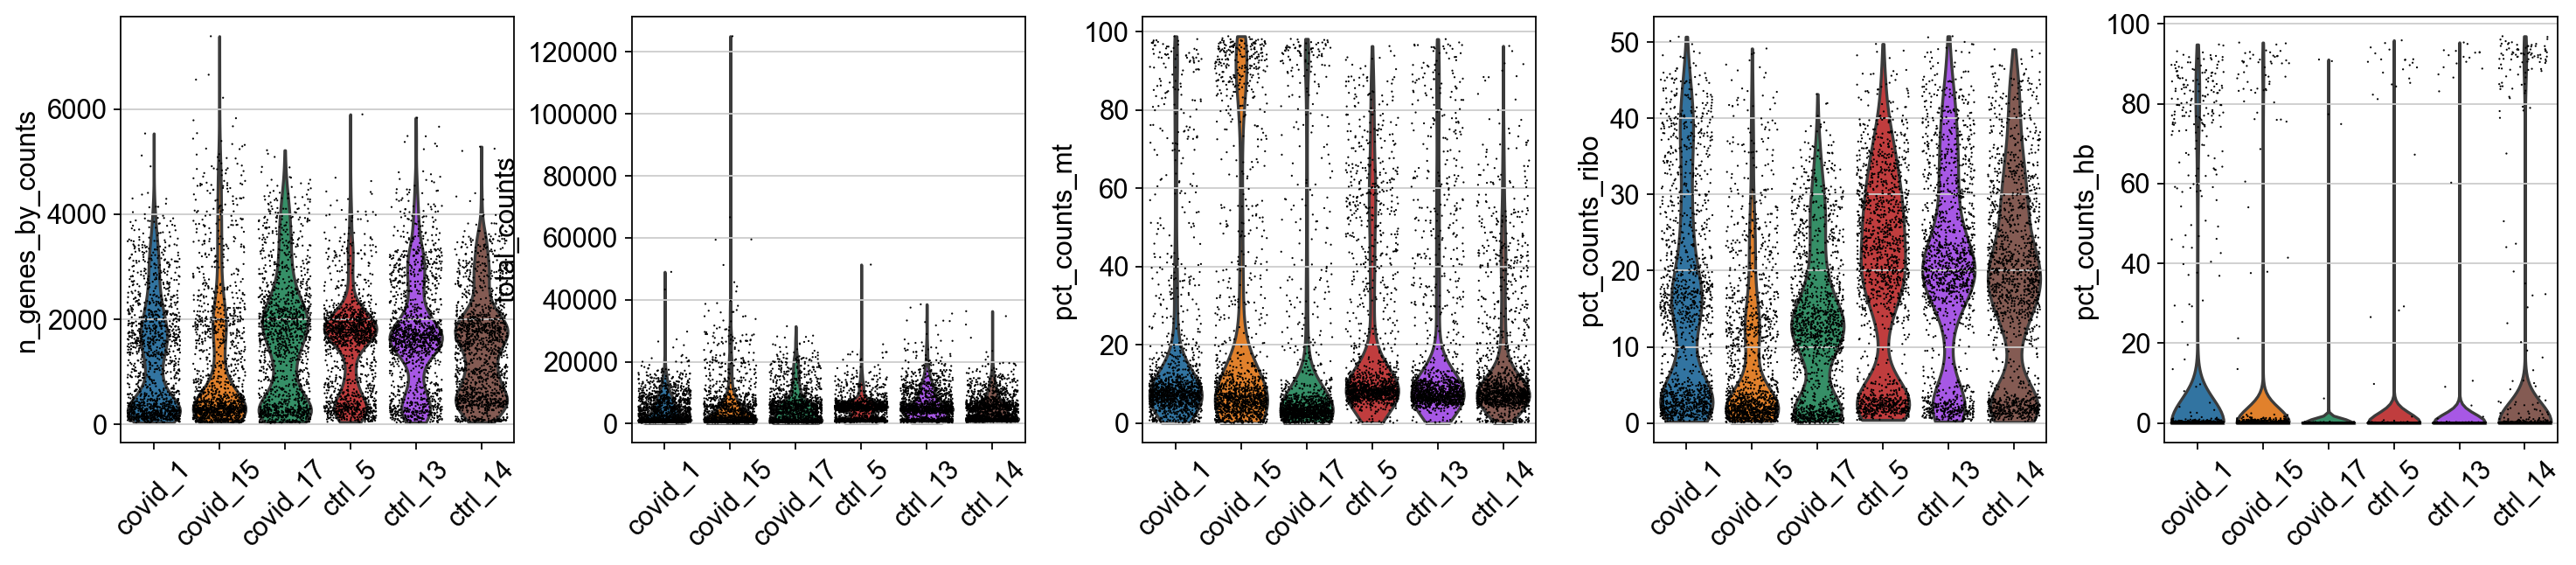 n_genes_by_counts
6000
4000
2000
0
covid_1
covid_15
covid_17
ctrl_5
ctrl_13
ctrl_14
total_counts
120000
100000
80000
60000
40000
20000
0
covid_1
covid_15
covid_17
ctrl_5
ctrl_13
ctrl_14
pct_counts_mt
100
80
60
40
20
0
covid_1
covid_15
covid_17
ctrl_5
ctrl_13
ctrl_14
pct_counts_ribo
50
40
30
20
10
0
covid_1
covid_15
covid_17
ctrl_5
ctrl_13
ctrl_14
pct_counts_hb
100
80
60
40
20
0
covid_1
covid_15
covid_17
ctrl_5
ctrl_13
ctrl_14